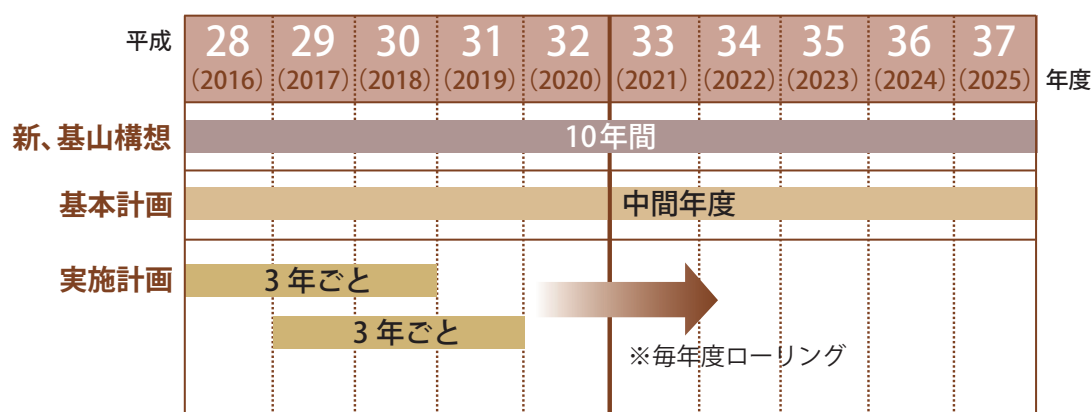 平成 28 29 30 31 32 33 34 35 36 37
(2016) (2017) (2018) (2019) (2020) (2021) (2022) (2023) (2024) (2025) 年度
新、基山構想 10年間
基本計画 中間年度
実施計画 3年ごと
3年ごと
※毎年度ローリング